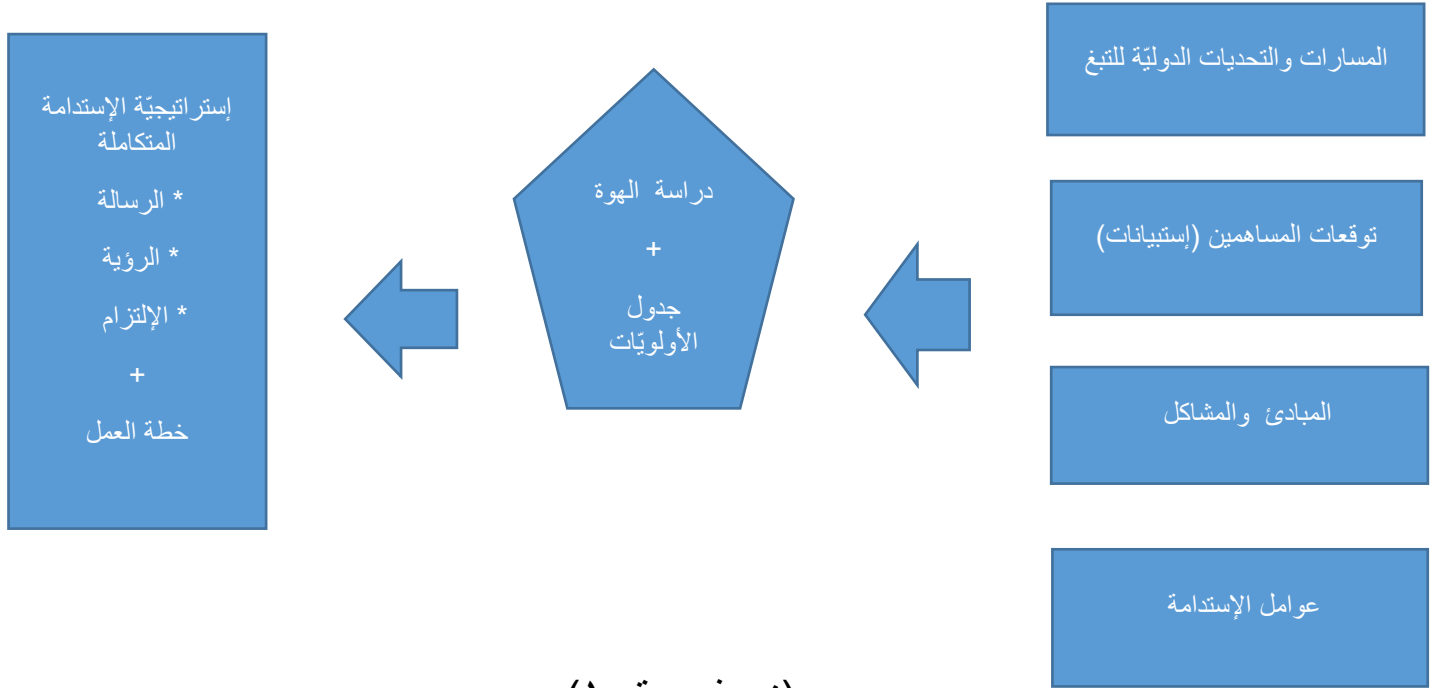 المسارات والتحديات الدوليّة للتبغ
توقعات المساهمين (إستبيانات)
المبادئ والمشاكل
عوامل الإستدامة
دراسة الهوة
+
جدول
الأولويّات
إستراتيجيّة الإستدامة
المتكاملة
* الرسالة
* الرؤية
* الإلتزام
+
خطة العمل